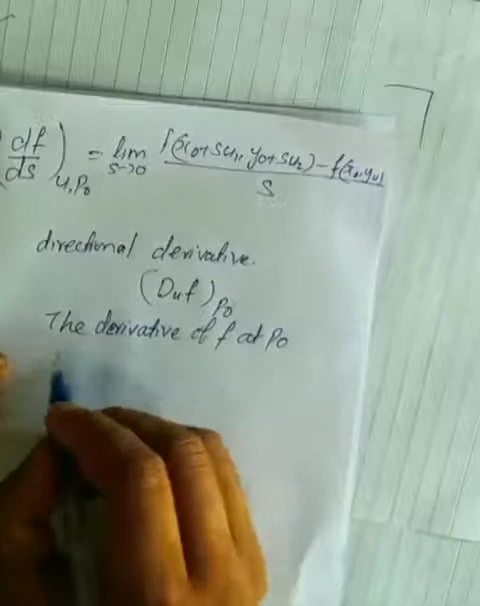 (df/ds)u,P₀ = lim s→0 f(x₀+su₁, y₀+su₂) - f(x₀,y₀) / s
directional derivative.
(Duf)P₀
The derivative of f at P₀